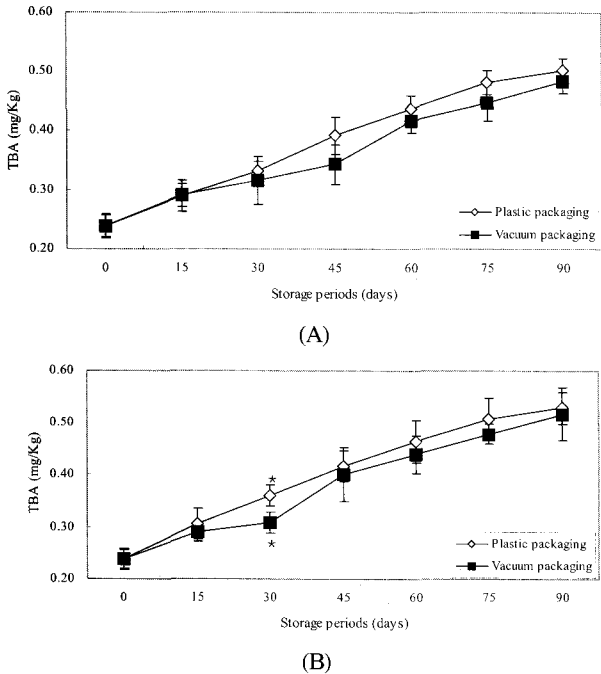 0.60
0.50
0.40
0.30
0.20
TBA (mg/Kg)
Plastic packaging
Vacuum packaging
0 15 30 45 60 75 90
Storage periods (days)
(A)
0.60
0.50
0.40
0.30
0.20
TBA (mg/Kg)
*
*
Plastic packaging
Vacuum packaging
0 15 30 45 60 75 90
Storage periods (days)
(B)